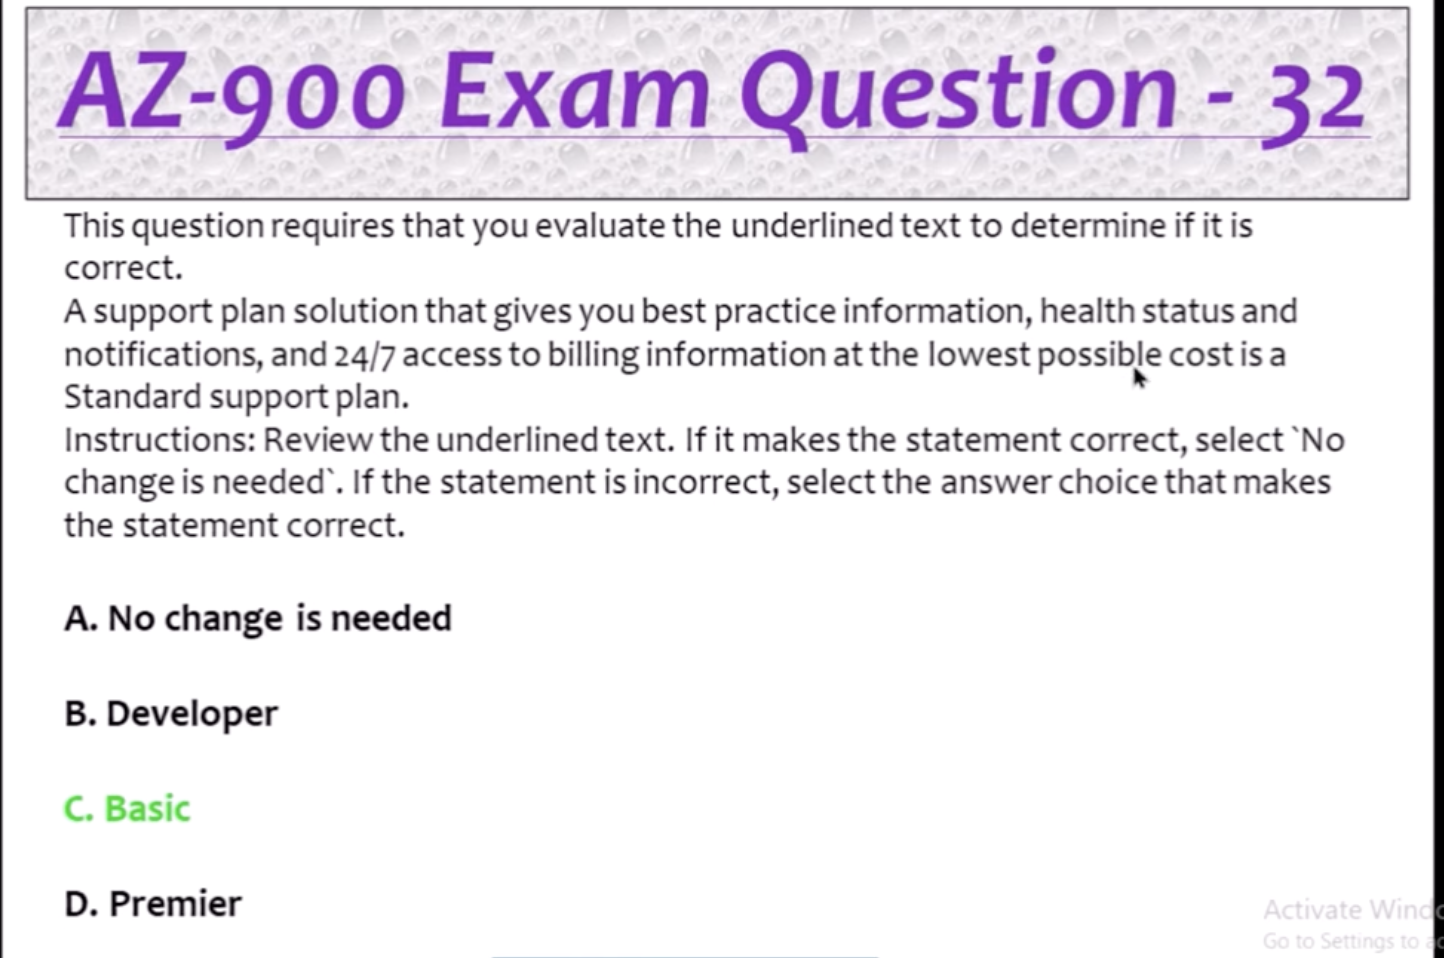 AZ-900 Exam Question - 32
This question requires that you evaluate the underlined text to determine if it is
correct.
A support plan solution that gives you best practice information, health status and
notifications, and 24/7 access to billing information at the lowest possible cost is a
Standard support plan.
Instructions: Review the underlined text. If it makes the statement correct, select `No
change is needed`. If the statement is incorrect, select the answer choice that makes
the statement correct.
A. No change is needed
B. Developer
C. Basic
D. Premier
Activate Windo
Go to Settings to ac